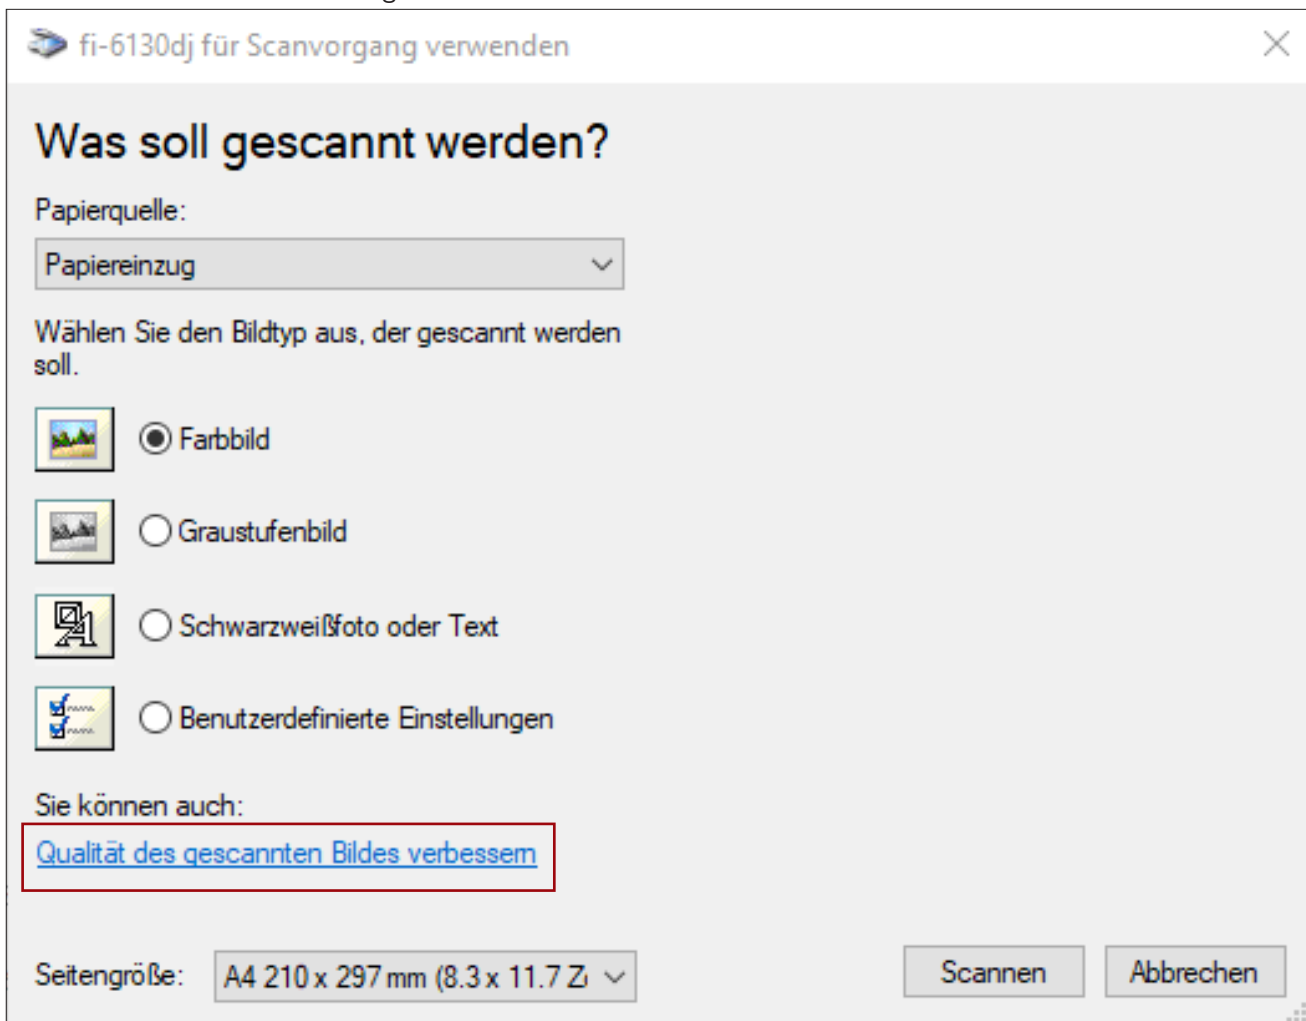 fi-6130dj für Scanvorgang verwenden
Was soll gescannt werden?
Papierquelle:
Papiereinzug
Wählen Sie den Bildtyp aus, der gescannt werden
soll.
Farbbild
Graustufenbild
Schwarzweißfoto oder Text
Benutzerdefinierte Einstellungen
Sie können auch:
Qualität des gescannten Bildes verbessern
Seitengröße: A4 210 x 297 mm (8.3 x 11.7 Scannen Abbrechen